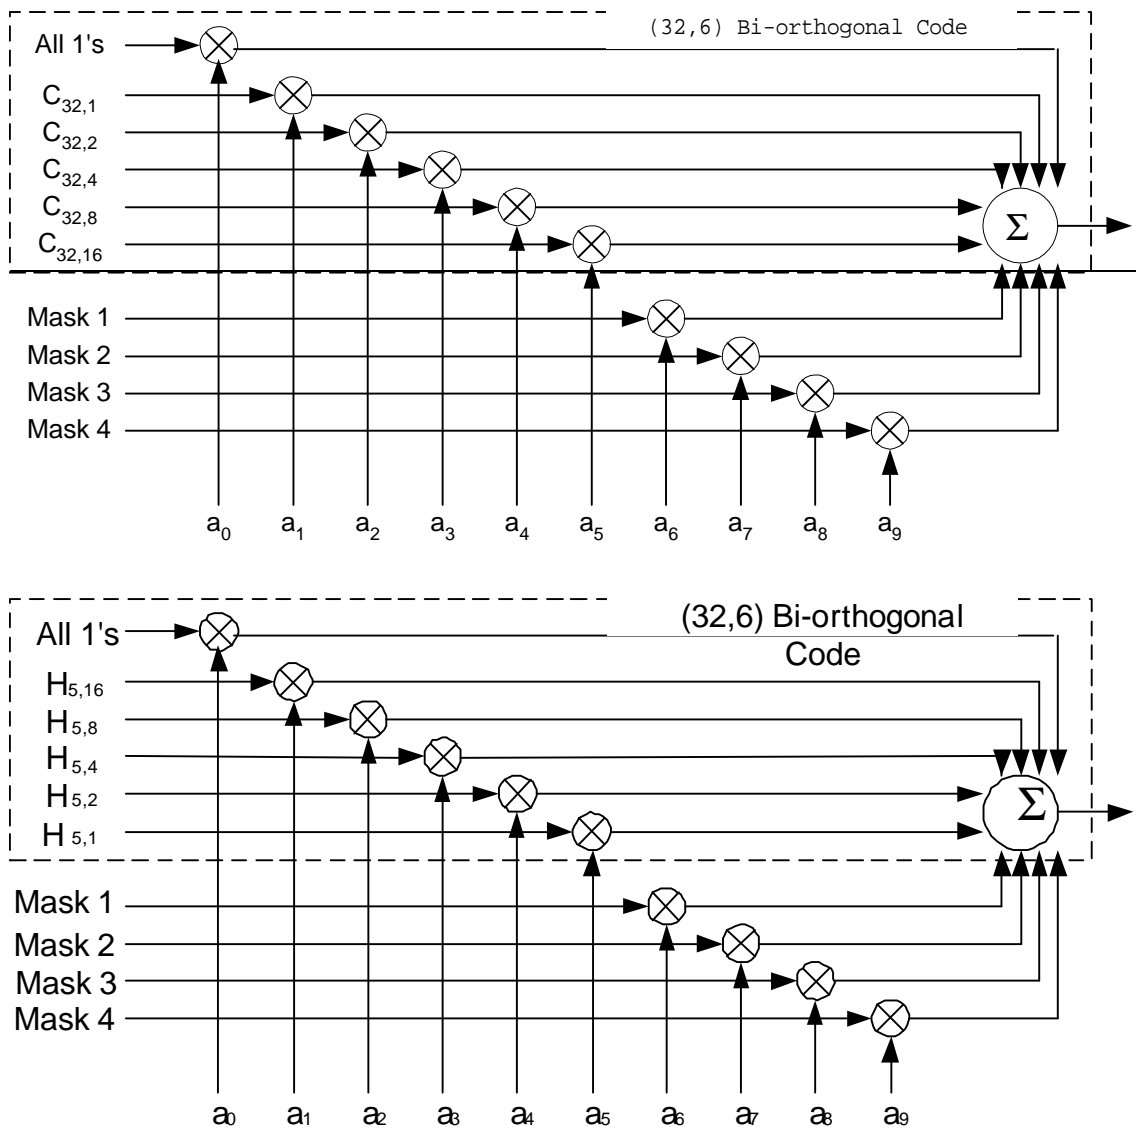 (32,6) Bi-orthogonal Code
All 1's
C32,1
C32,2
C32,4
C32,8
C32,16
Σ
Mask 1
Mask 2
Mask 3
Mask 4
a0 a1 a2 a3 a4 a5 a6 a7 a8 a9
(32,6) Bi-orthogonal
Code
All 1's
H5,16
H5,8
H5,4
H5,2
H5,1
Σ
Mask 1
Mask 2
Mask 3
Mask 4
a0 a1 a2 a3 a4 a5 a6 a7 a8 a9